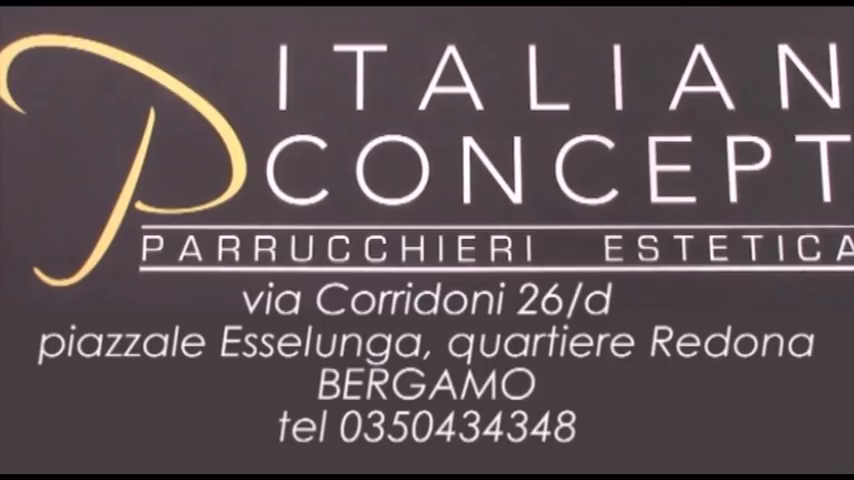 P ITALIAN
CONCEPT
PARRUCCHIERI ESTETICA
via Corridoni 26/d
piazzale Esselunga, quartiere Redona
BERGAMO
tel 0350434348